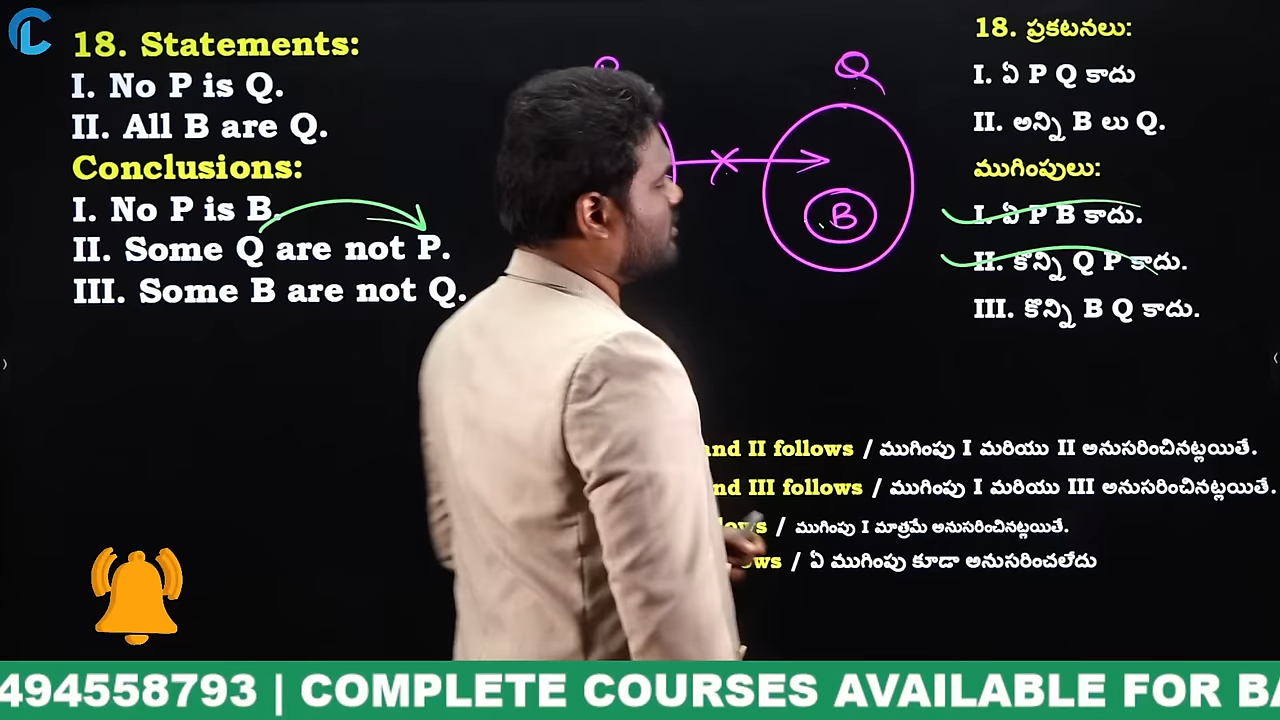 18. Statements:
I. No P is Q.
II. All B are Q.
Conclusions:
I. No P is B.
II. Some Q are not P.
III. Some B are not Q.
Q
B
18. ప్రకటనలు:
I. ఏ P Q కాదు
II. అన్ని B లు Q.
ముగింపులు:
I. ఏ P B కాదు.
II. కొన్ని Q P కాదు.
III. కొన్ని B Q కాదు.
and II follows / ముగింపు I మరియు II అనుసరించినట్లయితే.
and III follows / ముగింపు I మరియు III అనుసరించినట్లయితే.
/ ముగింపు I మాత్రమే అనుసరించినట్లయితే.
/ ఏ ముగింపు కూడా అనుసరించలేదు
494558793 | COMPLETE COURSES AVAILABLE FOR